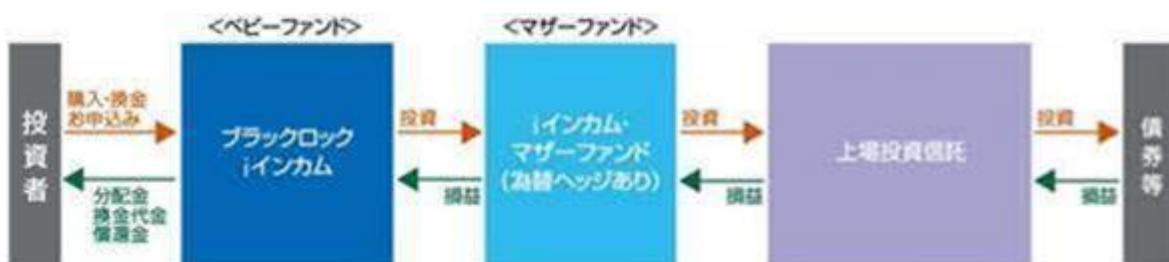 <ベビーファンド>
<マザーファンド>
投資者
購入・換金
お申込み
分配金
換金代金
償還金
ブラックロック
iインカム
投資
損益
iインカム・
マザーファンド
(為替ヘッジあり)
投資
損益
上場投資信託
投資
損益
債券等